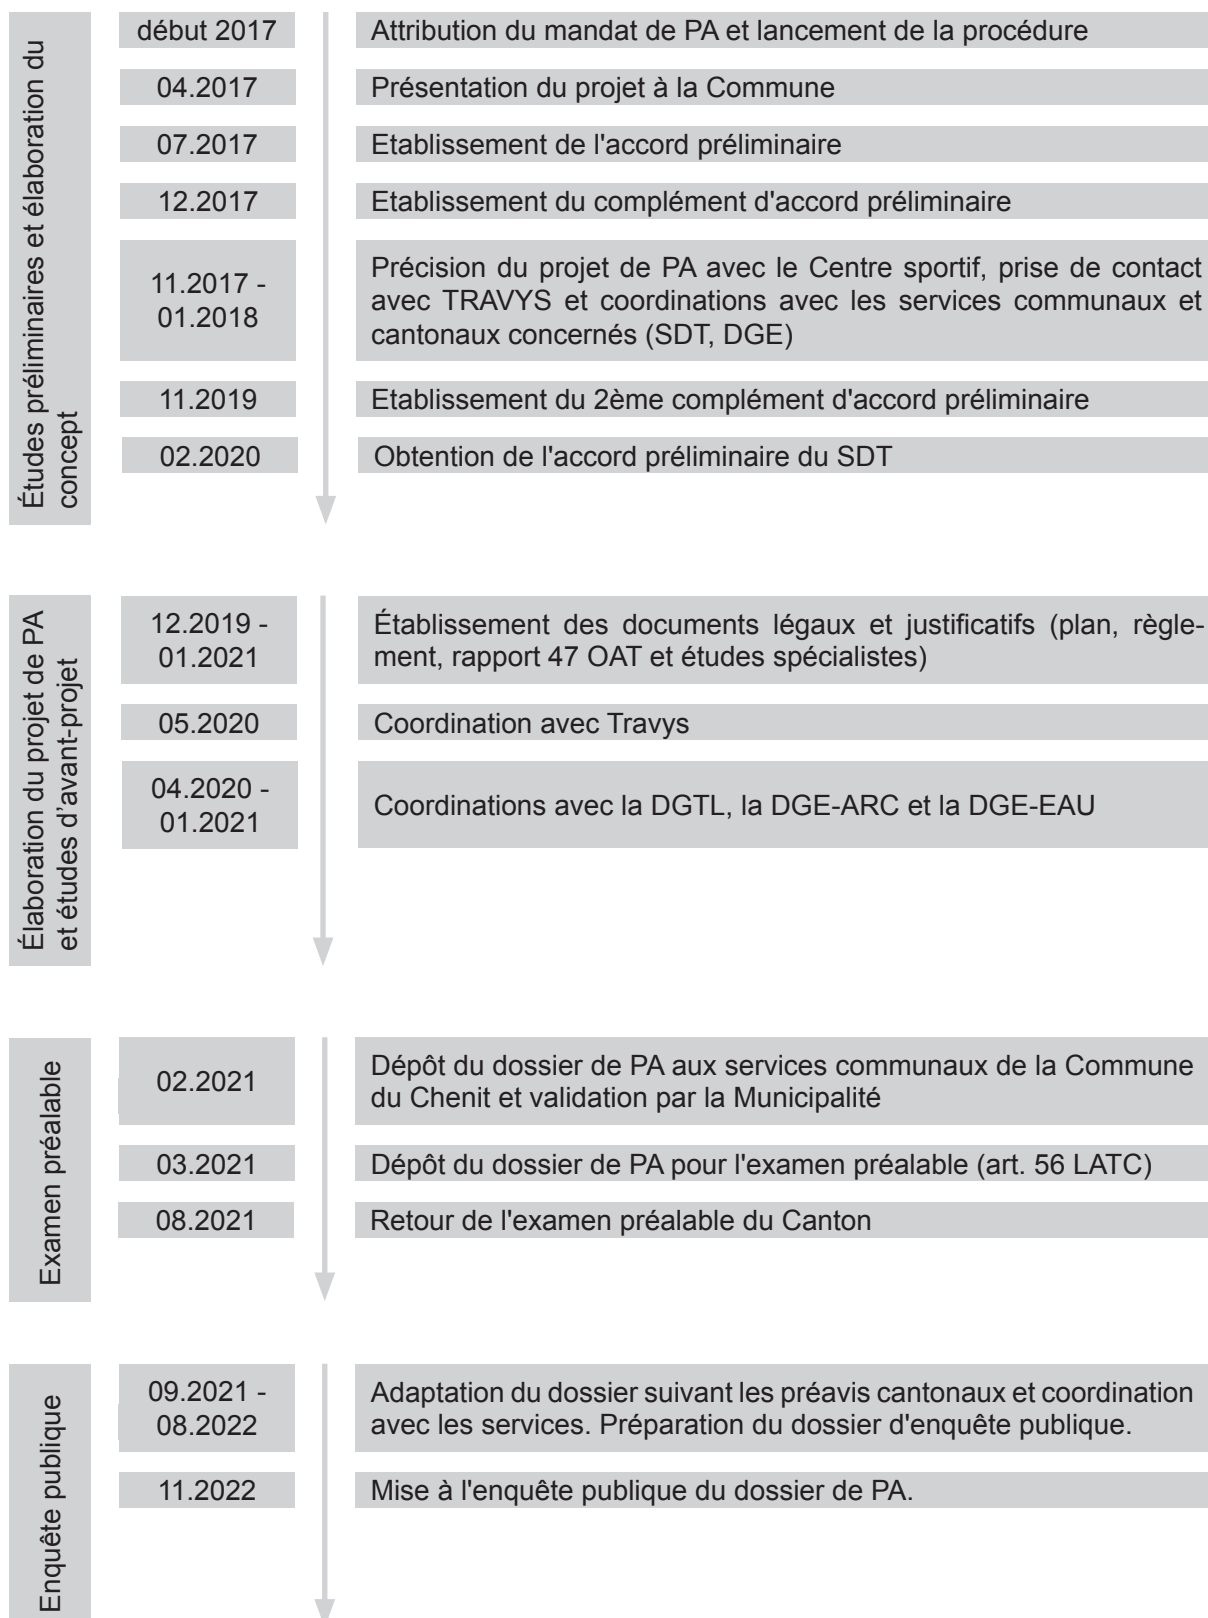 Études préliminaires et élaboration du
concept
début 2017
Attribution du mandat de PA et lancement de la procédure
04.2017
Présentation du projet à la Commune
07.2017
Etablissement de l'accord préliminaire
12.2017
Etablissement du complément d'accord préliminaire
11.2017 -
01.2018
Précision du projet de PA avec le Centre sportif, prise de contact
avec TRAVYS et coordinations avec les services communaux et
cantonaux concernés (SDT, DGE)
11.2019
Etablissement du 2ème complément d'accord préliminaire
02.2020
Obtention de l'accord préliminaire du SDT
Élaboration du projet de PA
et études d’avant-projet
12.2019 -
01.2021
Établissement des documents légaux et justificatifs (plan, règle-
ment, rapport 47 OAT et études spécialistes)
05.2020
Coordination avec Travys
04.2020 -
01.2021
Coordinations avec la DGTL, la DGE-ARC et la DGE-EAU
Examen préalable
02.2021
Dépôt du dossier de PA aux services communaux de la Commune
du Chenit et validation par la Municipalité
03.2021
Dépôt du dossier de PA pour l'examen préalable (art. 56 LATC)
08.2021
Retour de l'examen préalable du Canton
Enquête publique
09.2021 -
08.2022
Adaptation du dossier suivant les préavis cantonaux et coordination
avec les services. Préparation du dossier d'enquête publique.
11.2022
Mise à l'enquête publique du dossier de PA.